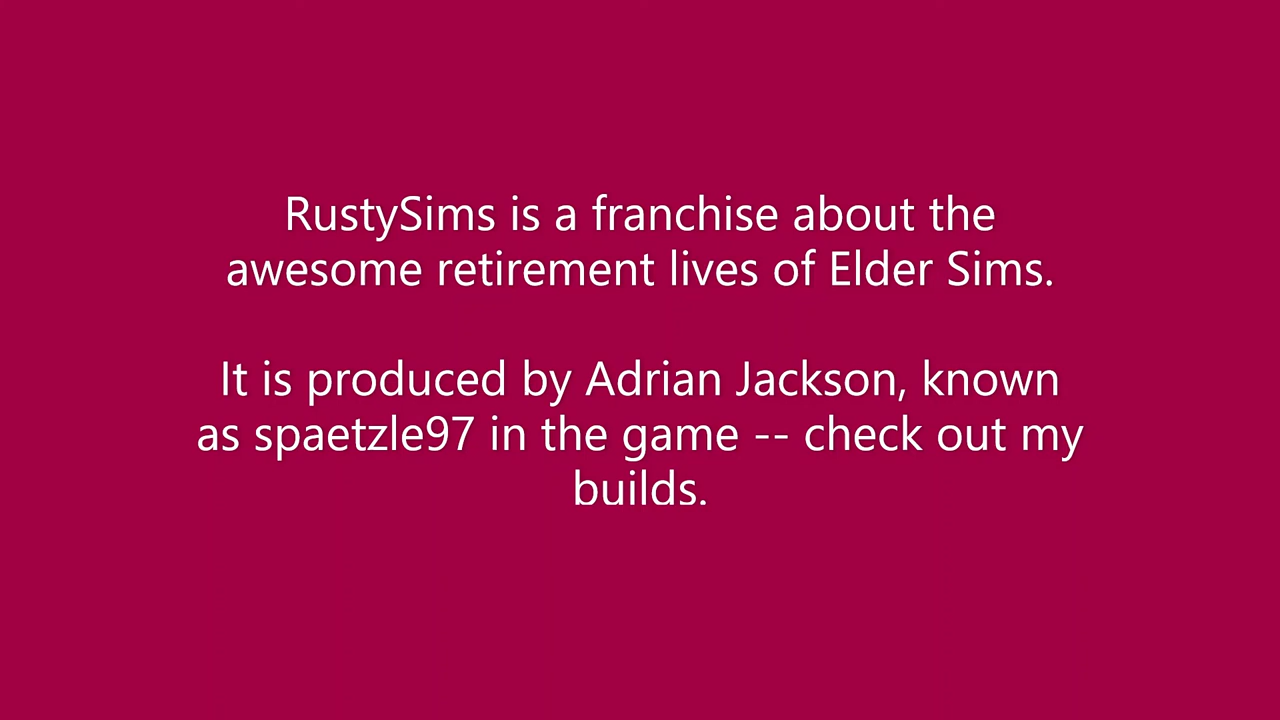 RustySims is a franchise about the
awesome retirement lives of Elder Sims.
It is produced by Adrian Jackson, known
as spaetzle97 in the game -- check out my
builds.